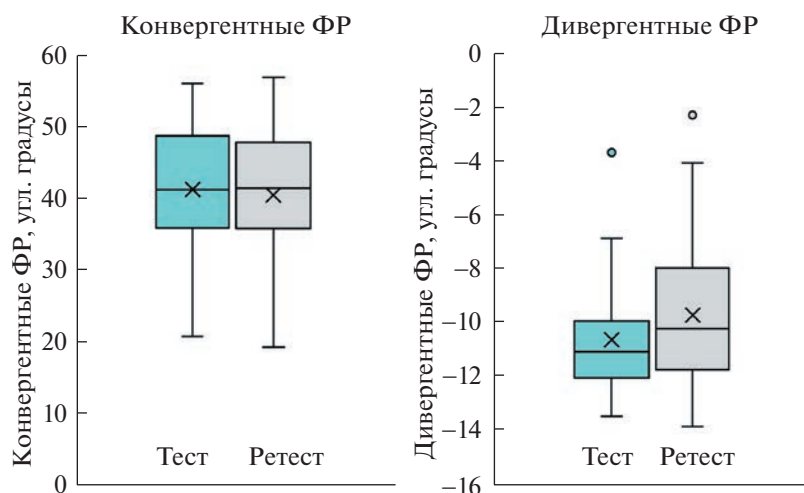 Конвергентные ФР
Конвергентные ФР, угл. градусы
60
50
40
30
20
10
0
Тест Ретест
Дивергентные ФР
Дивергентные ФР, угл. градусы
0
–2
–4
–6
–8
–10
–12
–14
–16
Тест Ретест